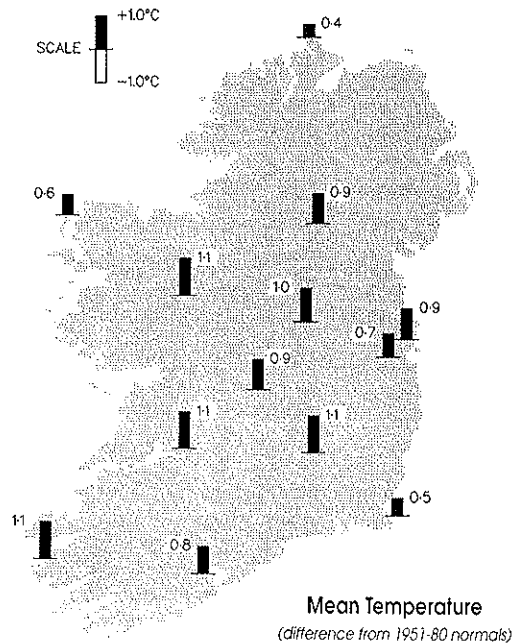 +1.0°C
SCALE
-1.0°C
0·4
0·6
0·9
1·1
1·0
0·9
0·7
0·9
1·1
1·1
0·5
1·1
0·8
Mean Temperature
(difference from 1951-80 normals)